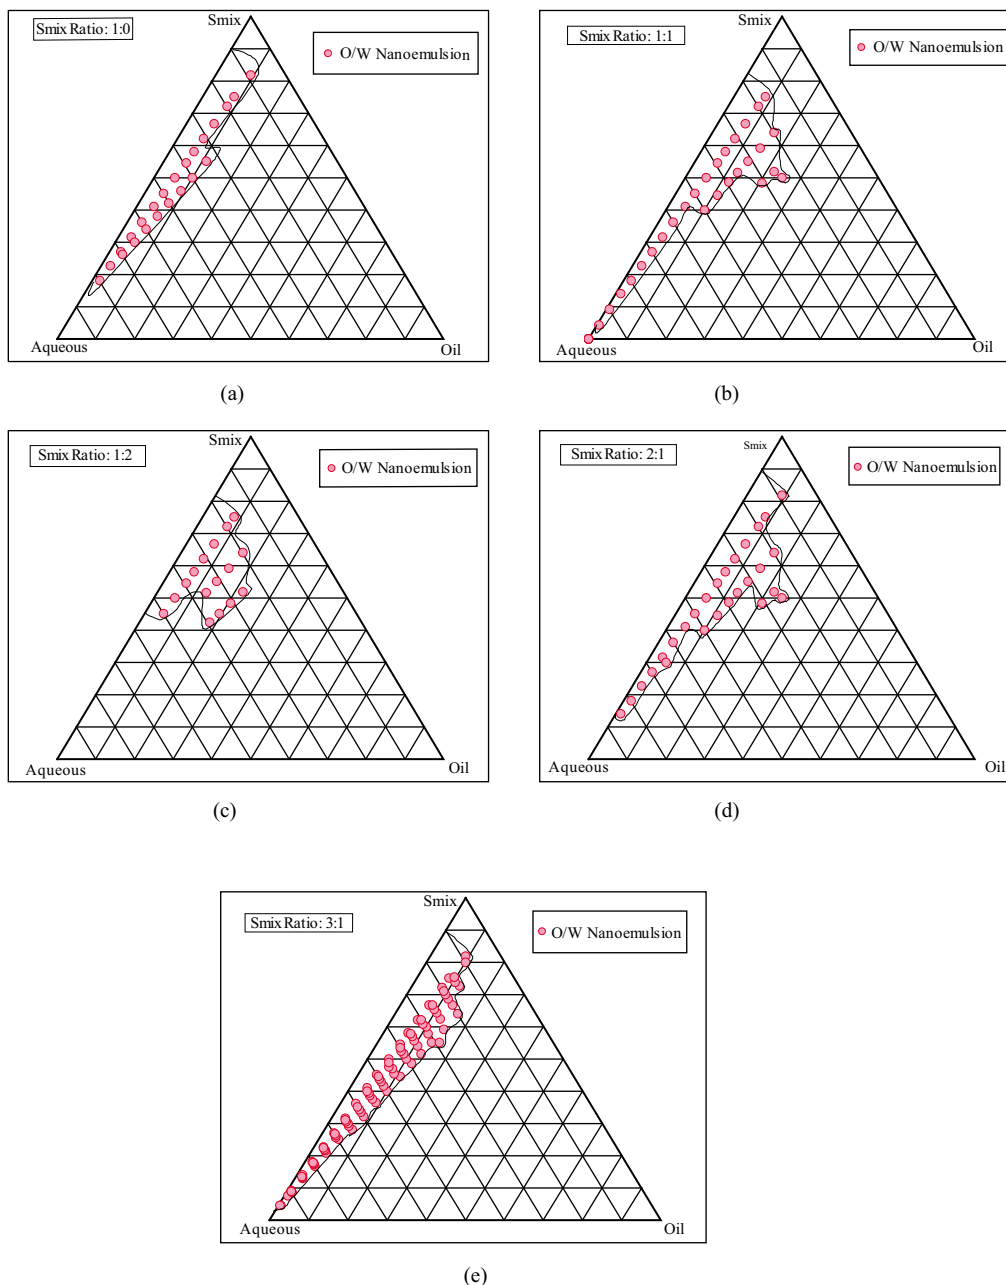 Smix Ratio: 1:0
Smix
O/W Nanoemulsion
Aqueous
Oil
(a)
Smix Ratio: 1:1
Smix
O/W Nanoemulsion
Aqueous
Oil
(b)
Smix Ratio: 1:2
Smix
O/W Nanoemulsion
Aqueous
Oil
(c)
Smix Ratio: 2:1
Smix
O/W Nanoemulsion
Aqueous
Oil
(d)
Smix Ratio: 3:1
Smix
O/W Nanoemulsion
Aqueous
Oil
(e)